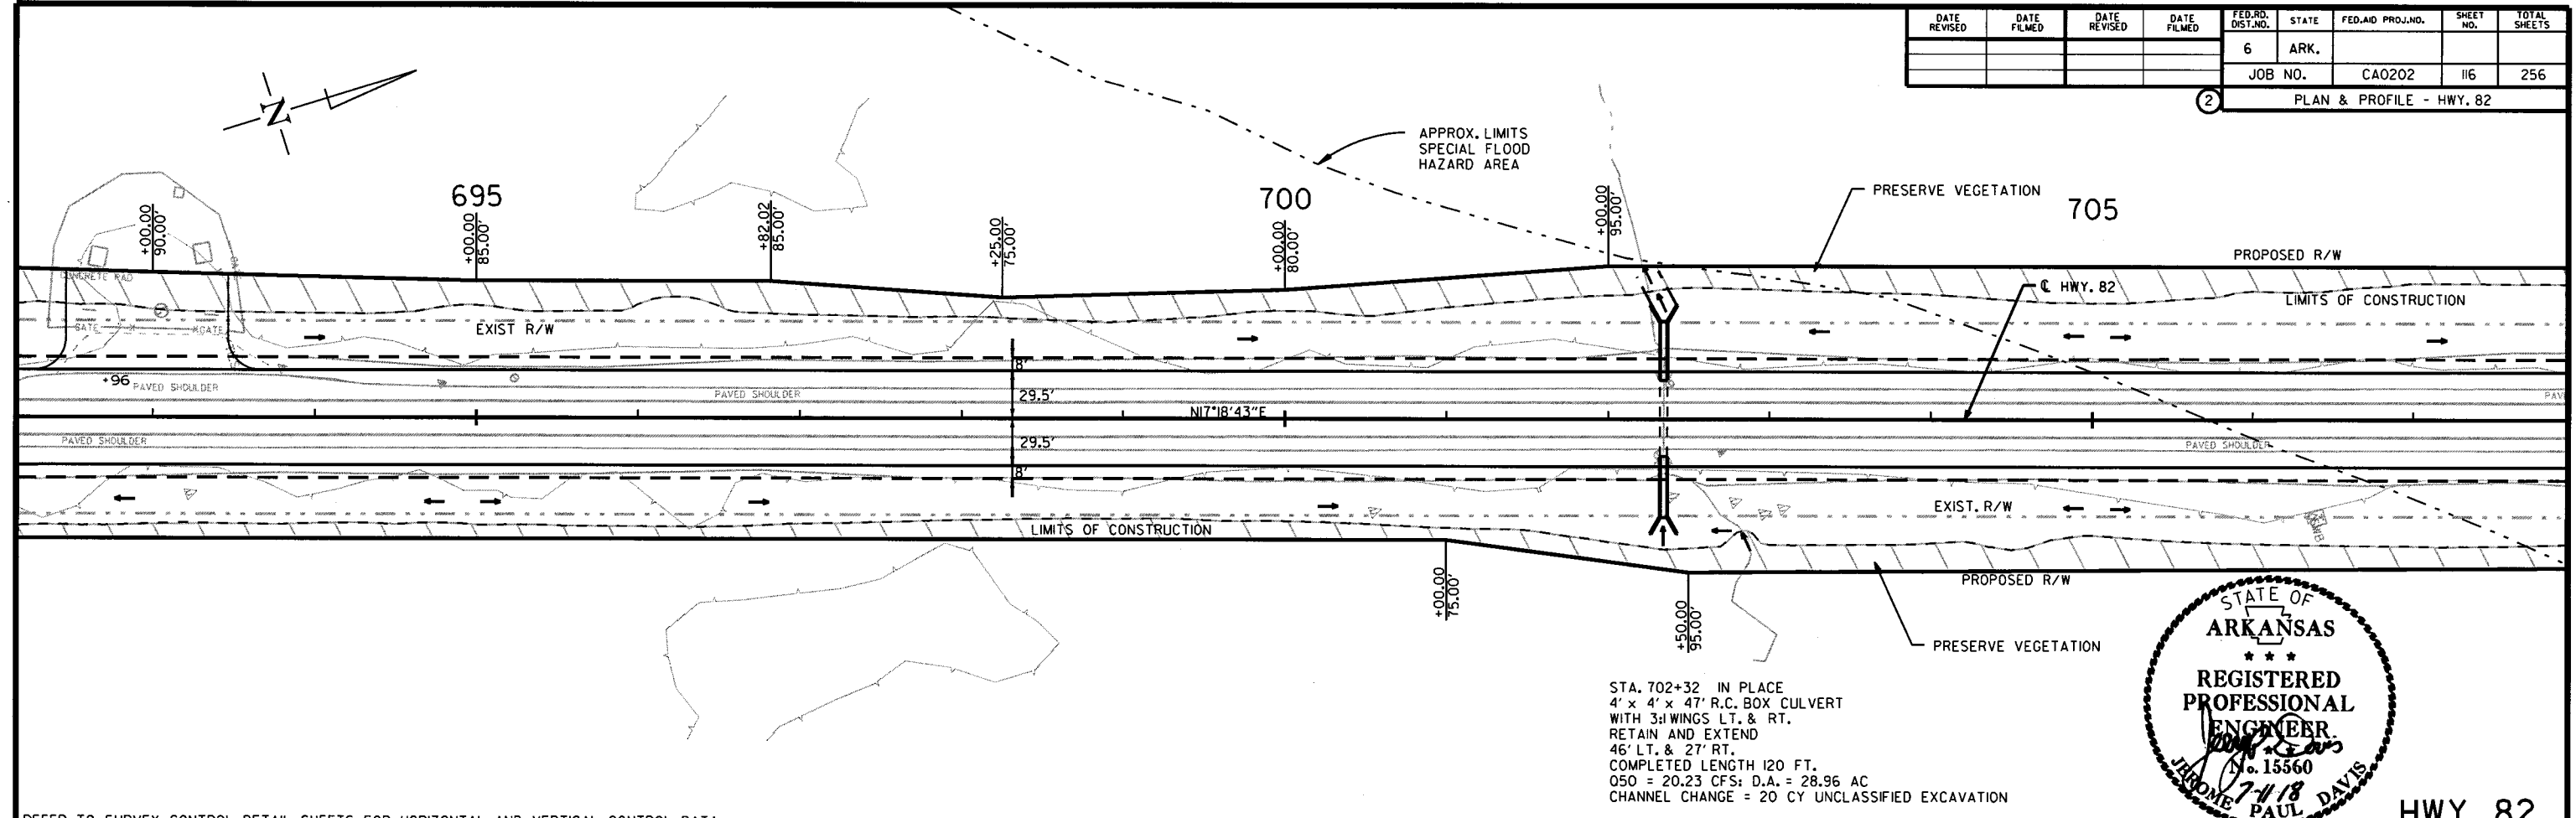 DATE REVISED
DATE FILMED
DATE REVISED
DATE FILMED
FED.RD. DIST.NO.
STATE
FED.AID PROJ.NO.
SHEET NO.
TOTAL SHEETS
6
ARK.
JOB NO.
CA0202
116
256
2
PLAN & PROFILE - HWY. 82
N
APPROX. LIMITS
SPECIAL FLOOD
HAZARD AREA
695
700
705
+00.00
90.00'
+00.00
85.00'
+82.02
85.00'
+25.00
75.00'
+00.00
80.00'
+00.00
95.00'
PRESERVE VEGETATION
PROPOSED R/W
℄ HWY. 82
LIMITS OF CONSTRUCTION
GATE
GATE
EXIST R/W
8'
+96
PAVED SHOULDER
PAVED SHOULDER
29.5'
N17°18'43"E
PAVED SHOULDER
29.5'
PAVED SHOULDER
8'
EXIST. R/W
LIMITS OF CONSTRUCTION
+00.00
75.00'
+50.00
95.00'
PROPOSED R/W
PRESERVE VEGETATION
STA. 702+32 IN PLACE
4' x 4' x 47' R.C. BOX CULVERT
WITH 3:1 WINGS LT. & RT.
RETAIN AND EXTEND
46' LT. & 27' RT.
COMPLETED LENGTH 120 FT.
Q50 = 20.23 CFS: D.A. = 28.96 AC
CHANNEL CHANGE = 20 CY UNCLASSIFIED EXCAVATION
STATE OF
ARKANSAS
★ ★ ★
REGISTERED
PROFESSIONAL
ENGINEER
No. 15560
7-11-18
JEROME PAUL DAVIS
HWY 82